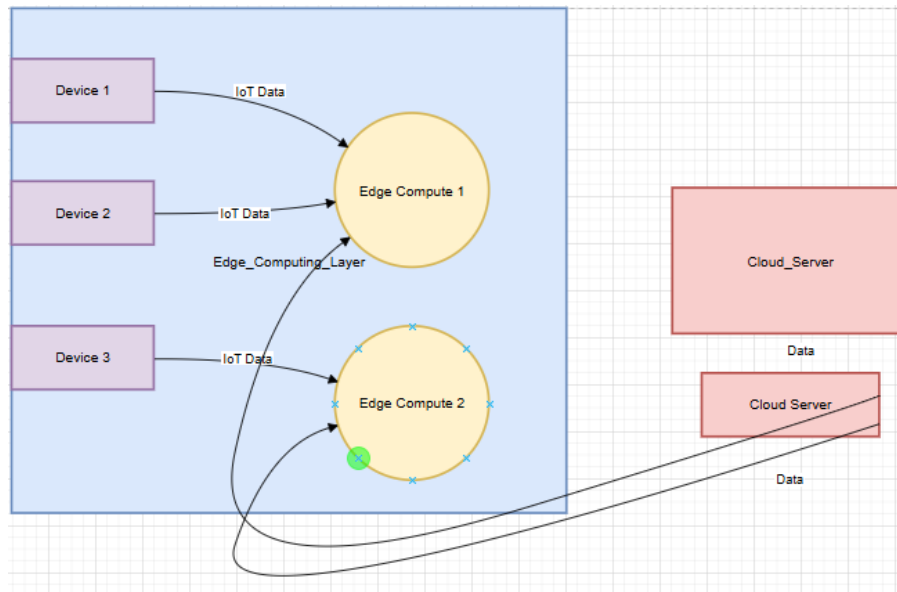 Device 1
IoT Data
Edge Compute 1
Device 2
IoT Data
Edge_Computing_Layer
Cloud_Server
Device 3
IoT Data
Data
Edge Compute 2
Cloud Server
Data